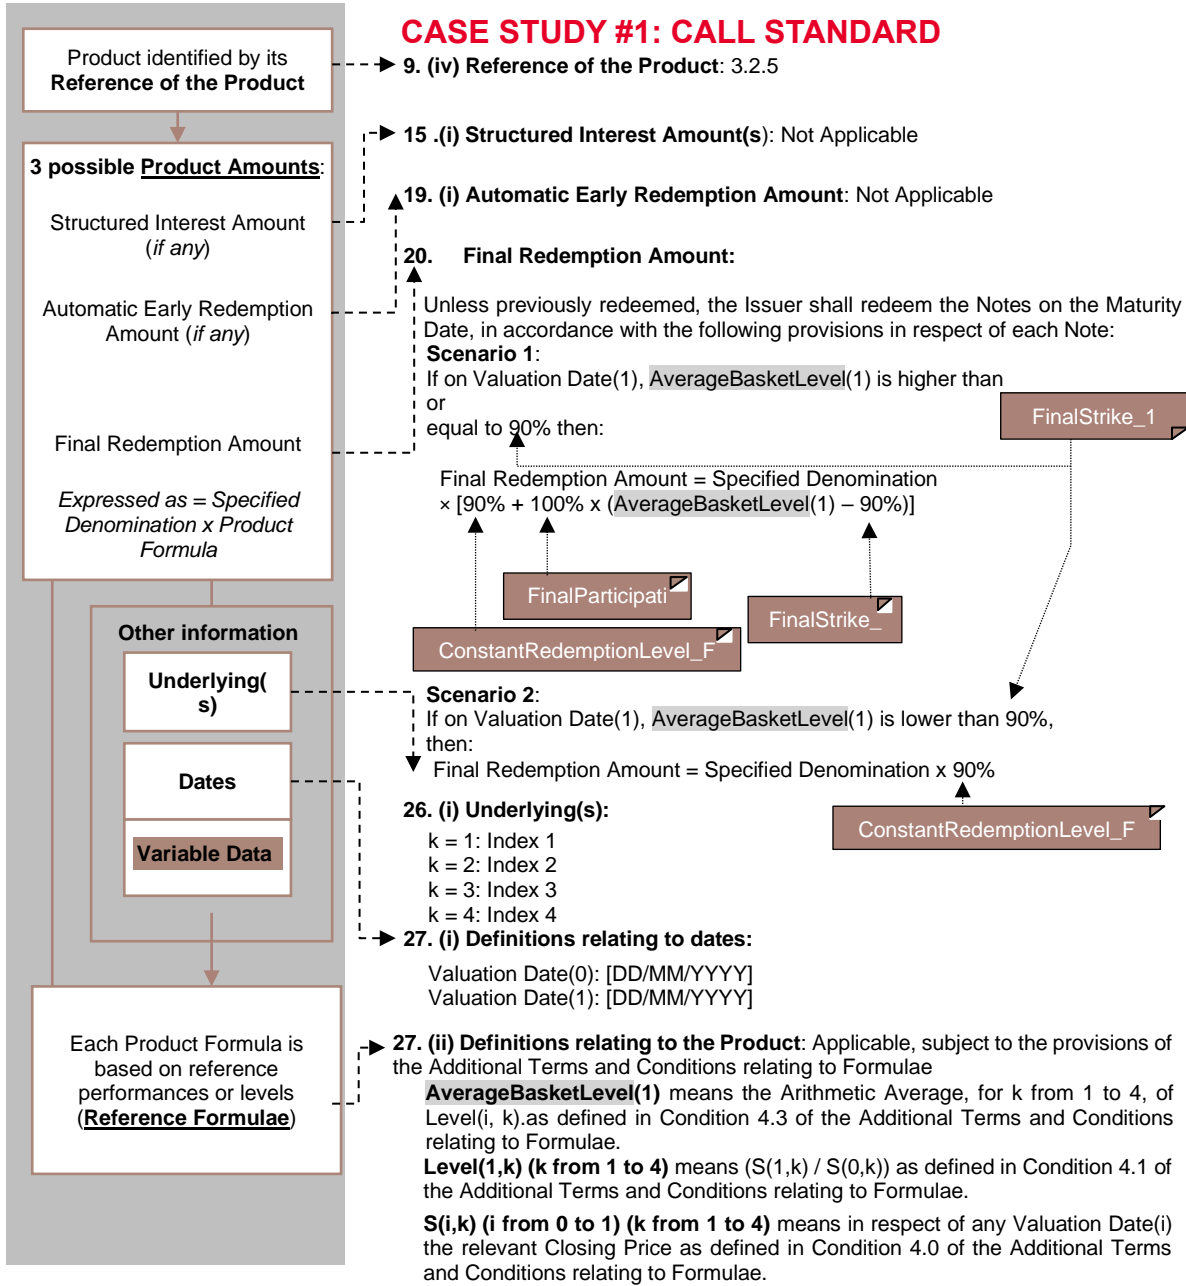 CASE STUDY #1: CALL STANDARD
Product identified by its
Reference of the Product
9. (iv) Reference of the Product: 3.2.5
3 possible Product Amounts:
Structured Interest Amount
(if any)
Automatic Early Redemption
Amount (if any)
Final Redemption Amount
Expressed as = Specified
Denomination x Product
Formula
15 .(i) Structured Interest Amount(s): Not Applicable
19. (i) Automatic Early Redemption Amount: Not Applicable
20. Final Redemption Amount:
Unless previously redeemed, the Issuer shall redeem the Notes on the Maturity
Date, in accordance with the following provisions in respect of each Note:
Scenario 1:
If on Valuation Date(1), AverageBasketLevel(1) is higher than
or
equal to 90% then:
FinalStrike_1
Final Redemption Amount = Specified Denomination
× [90% + 100% x (AverageBasketLevel(1) – 90%)]
FinalParticipati
FinalStrike_
ConstantRedemptionLevel_F
Other information
Underlying(
s)
Dates
Variable Data
Scenario 2:
If on Valuation Date(1), AverageBasketLevel(1) is lower than 90%,
then:
Final Redemption Amount = Specified Denomination x 90%
ConstantRedemptionLevel_F
26. (i) Underlying(s):
k = 1: Index 1
k = 2: Index 2
k = 3: Index 3
k = 4: Index 4
27. (i) Definitions relating to dates:
Valuation Date(0): [DD/MM/YYYY]
Valuation Date(1): [DD/MM/YYYY]
Each Product Formula is
based on reference
performances or levels
(Reference Formulae)
27. (ii) Definitions relating to the Product: Applicable, subject to the provisions of
the Additional Terms and Conditions relating to Formulae
AverageBasketLevel(1) means the Arithmetic Average, for k from 1 to 4, of
Level(i, k).as defined in Condition 4.3 of the Additional Terms and Conditions
relating to Formulae.
Level(1,k) (k from 1 to 4) means (S(1,k) / S(0,k)) as defined in Condition 4.1 of
the Additional Terms and Conditions relating to Formulae.
S(i,k) (i from 0 to 1) (k from 1 to 4) means in respect of any Valuation Date(i)
the relevant Closing Price as defined in Condition 4.0 of the Additional Terms
and Conditions relating to Formulae.